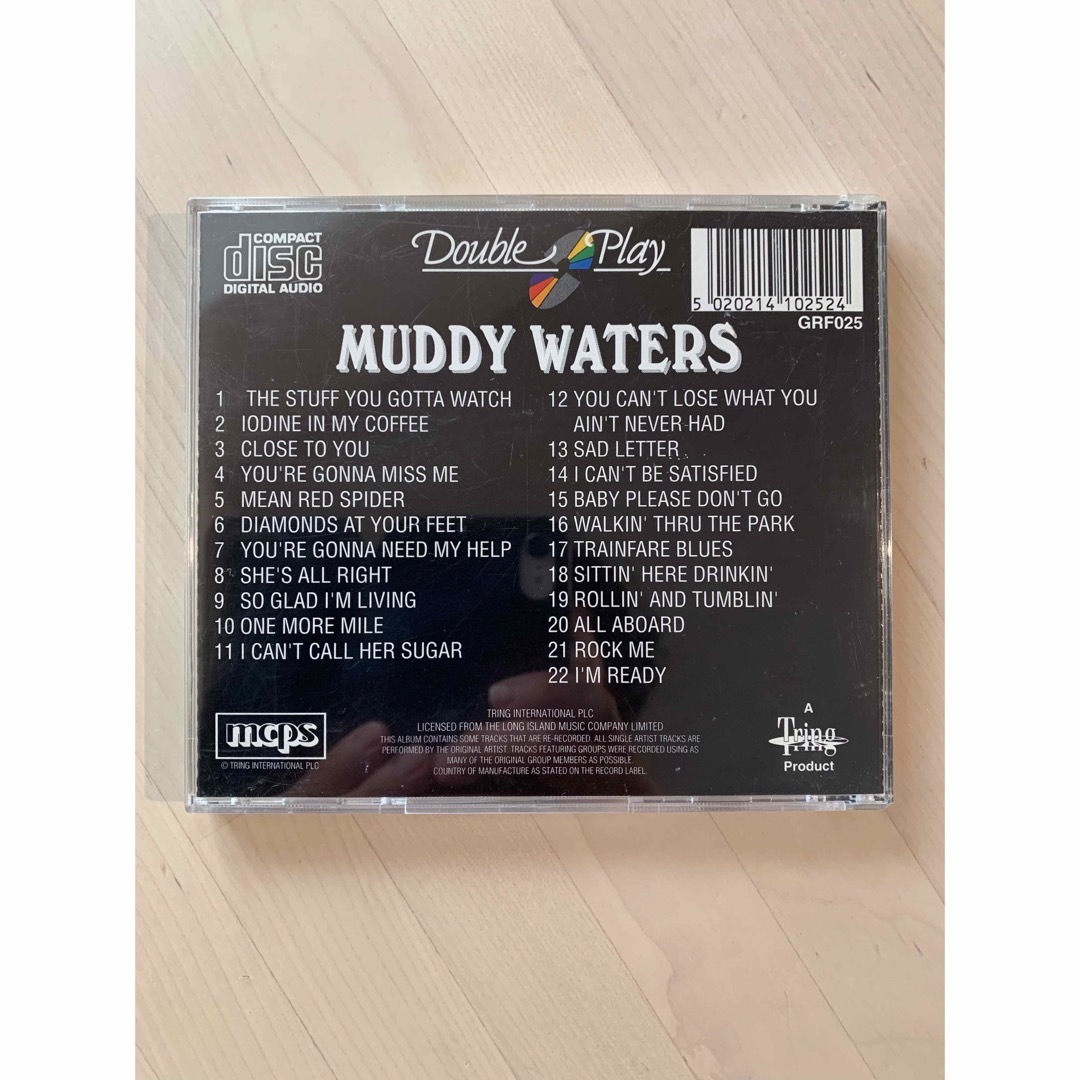 COMPACT
disc
DIGITAL AUDIO
Double Play
5 020214 102524
GRF025
MUDDY WATERS
1 THE STUFF YOU GOTTA WATCH
2 IODINE IN MY COFFEE
3 CLOSE TO YOU
4 YOU'RE GONNA MISS ME
5 MEAN RED SPIDER
6 DIAMONDS AT YOUR FEET
7 YOU'RE GONNA NEED MY HELP
8 SHE'S ALL RIGHT
9 SO GLAD I'M LIVING
10 ONE MORE MILE
11 I CAN'T CALL HER SUGAR
12 YOU CAN'T LOSE WHAT YOU
AIN'T NEVER HAD
13 SAD LETTER
14 I CAN'T BE SATISFIED
15 BABY PLEASE DON'T GO
16 WALKIN' THRU THE PARK
17 TRAINFARE BLUES
18 SITTIN' HERE DRINKIN'
19 ROLLIN' AND TUMBLIN'
20 ALL ABOARD
21 ROCK ME
22 I'M READY
mcps
© TRING INTERNATIONAL PLC
TRING INTERNATIONAL PLC
LICENSED FROM THE LONG ISLAND MUSIC COMPANY LIMITED
THIS ALBUM CONTAINS SOME TRACKS THAT ARE RE-RECORDED. ALL SINGLE ARTIST TRACKS ARE
PERFORMED BY THE ORIGINAL ARTIST. TRACKS FEATURING GROUPS WERE RECORDED USING AS
MANY OF THE ORIGINAL GROUP MEMBERS AS POSSIBLE.
COUNTRY OF MANUFACTURE AS STATED ON THE RECORD LABEL.
A
Tring
Product